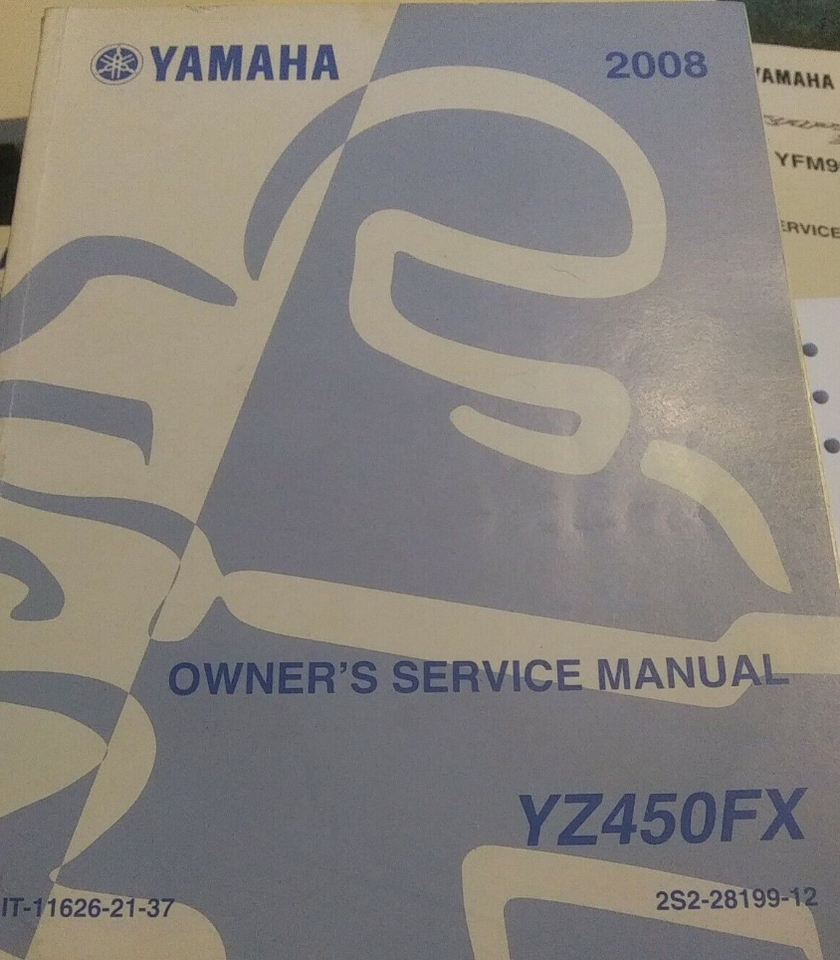 YAMAHA 2008
OWNER'S SERVICE MANUAL
YZ450FX
IT-11626-21-37 2S2-28199-12
YAMAHA
YFM9
ERVICE